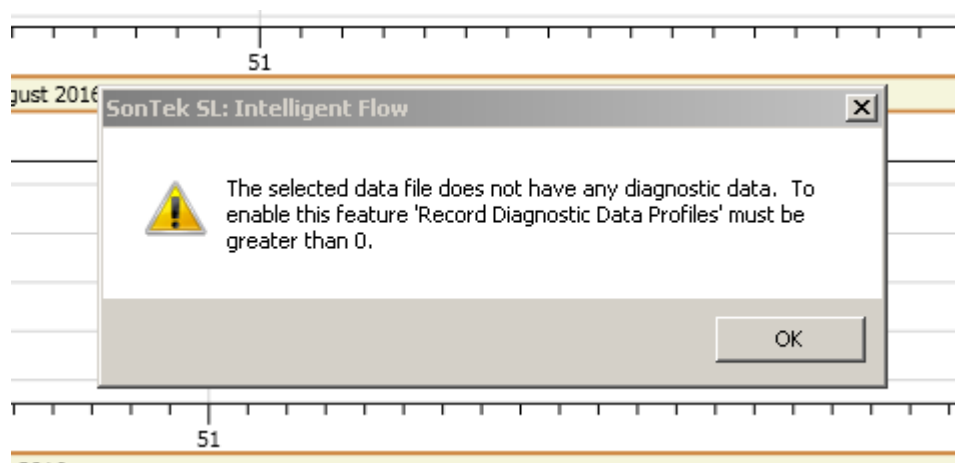 51
gust 2016
SonTek SL: Intelligent Flow
The selected data file does not have any diagnostic data. To
enable this feature 'Record Diagnostic Data Profiles' must be
greater than 0.
OK
51